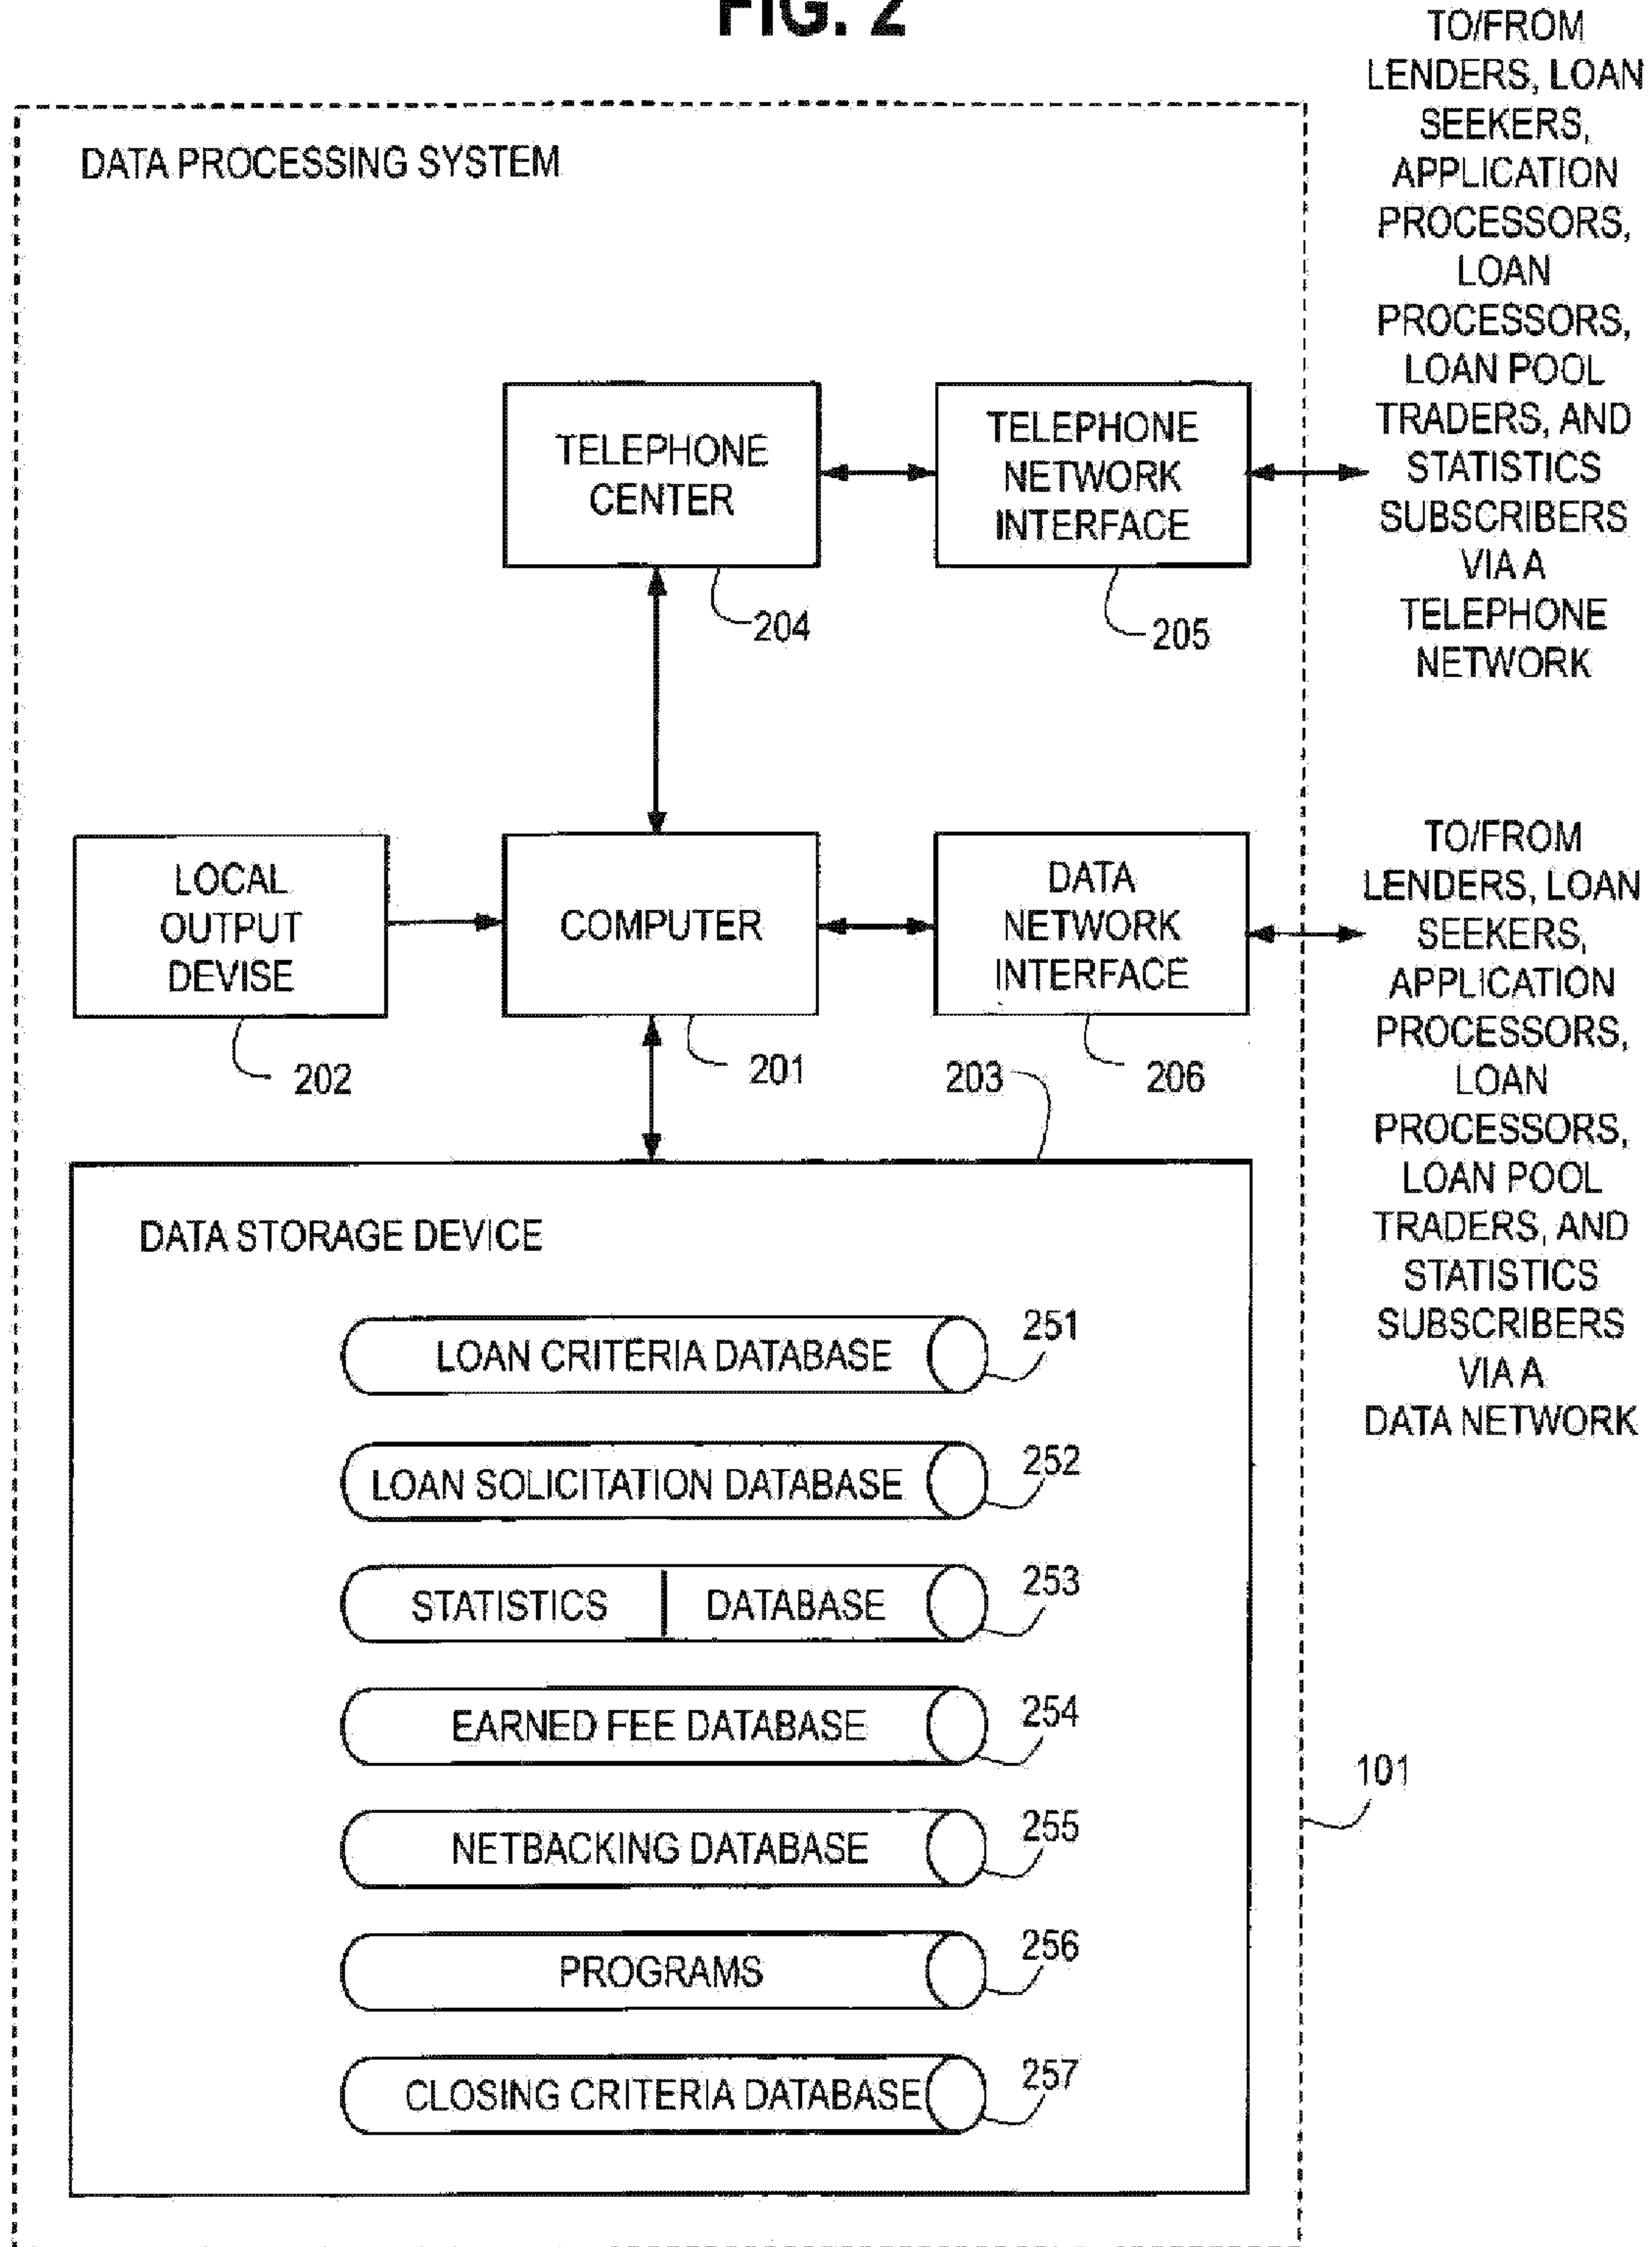 FIG. 2
TO/FROM
LENDERS, LOAN
SEEKERS,
APPLICATION
PROCESSORS,
LOAN
PROCESSORS,
LOAN POOL
TRADERS, AND
STATISTICS
SUBSCRIBERS
VIA A
TELEPHONE
NETWORK
DATA PROCESSING SYSTEM
TELEPHONE
CENTER
204
TELEPHONE
NETWORK
INTERFACE
205
LOCAL
OUTPUT
DEVISE
202
COMPUTER
201
DATA
NETWORK
INTERFACE
206
TO/FROM
LENDERS, LOAN
SEEKERS,
APPLICATION
PROCESSORS,
LOAN
PROCESSORS,
LOAN POOL
TRADERS, AND
STATISTICS
SUBSCRIBERS
VIA A
DATA NETWORK
203
DATA STORAGE DEVICE
LOAN CRITERIA DATABASE
251
LOAN SOLICITATION DATABASE
252
STATISTICS | DATABASE
253
EARNED FEE DATABASE
254
NETBACKING DATABASE
255
PROGRAMS
256
CLOSING CRITERIA DATABASE
257
101